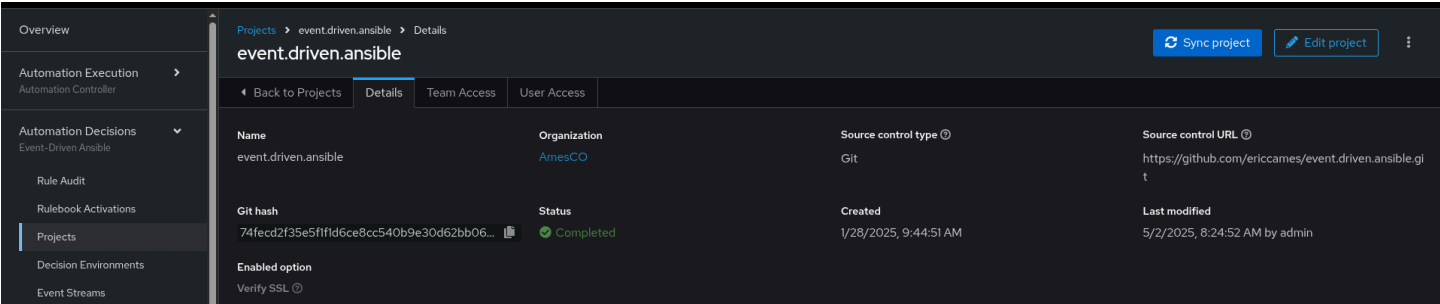 Overview
Automation Execution
Automation Controller
Automation Decisions
Event-Driven Ansible
Rule Audit
Rulebook Activations
Projects
Decision Environments
Event Streams
Projects > event.driven.ansible > Details
event.driven.ansible
Sync project
Edit project
Back to Projects
Details
Team Access
User Access
Name
event.driven.ansible
Organization
AmesCO
Source control type
Git
Source control URL
https://github.com/ericcames/event.driven.ansible.gi
t
Git hash
74fecd2f35e5f1f1d6ce8cc540b9e30d62bb06...
Status
Completed
Created
1/28/2025, 9:44:51 AM
Last modified
5/2/2025, 8:24:52 AM by admin
Enabled option
Verify SSL